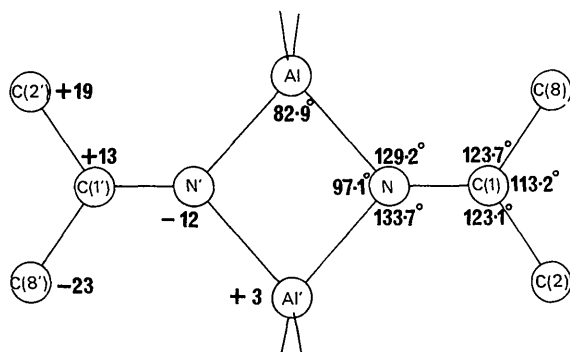 Al
C(2') +19 C(8)
82·9°
+13 129·2° 123·7°
C(1') N' 97·1° N C(1) 113·2°
-12 133·7° 123·1°
C(8') -23 + 3 Al' C(2)